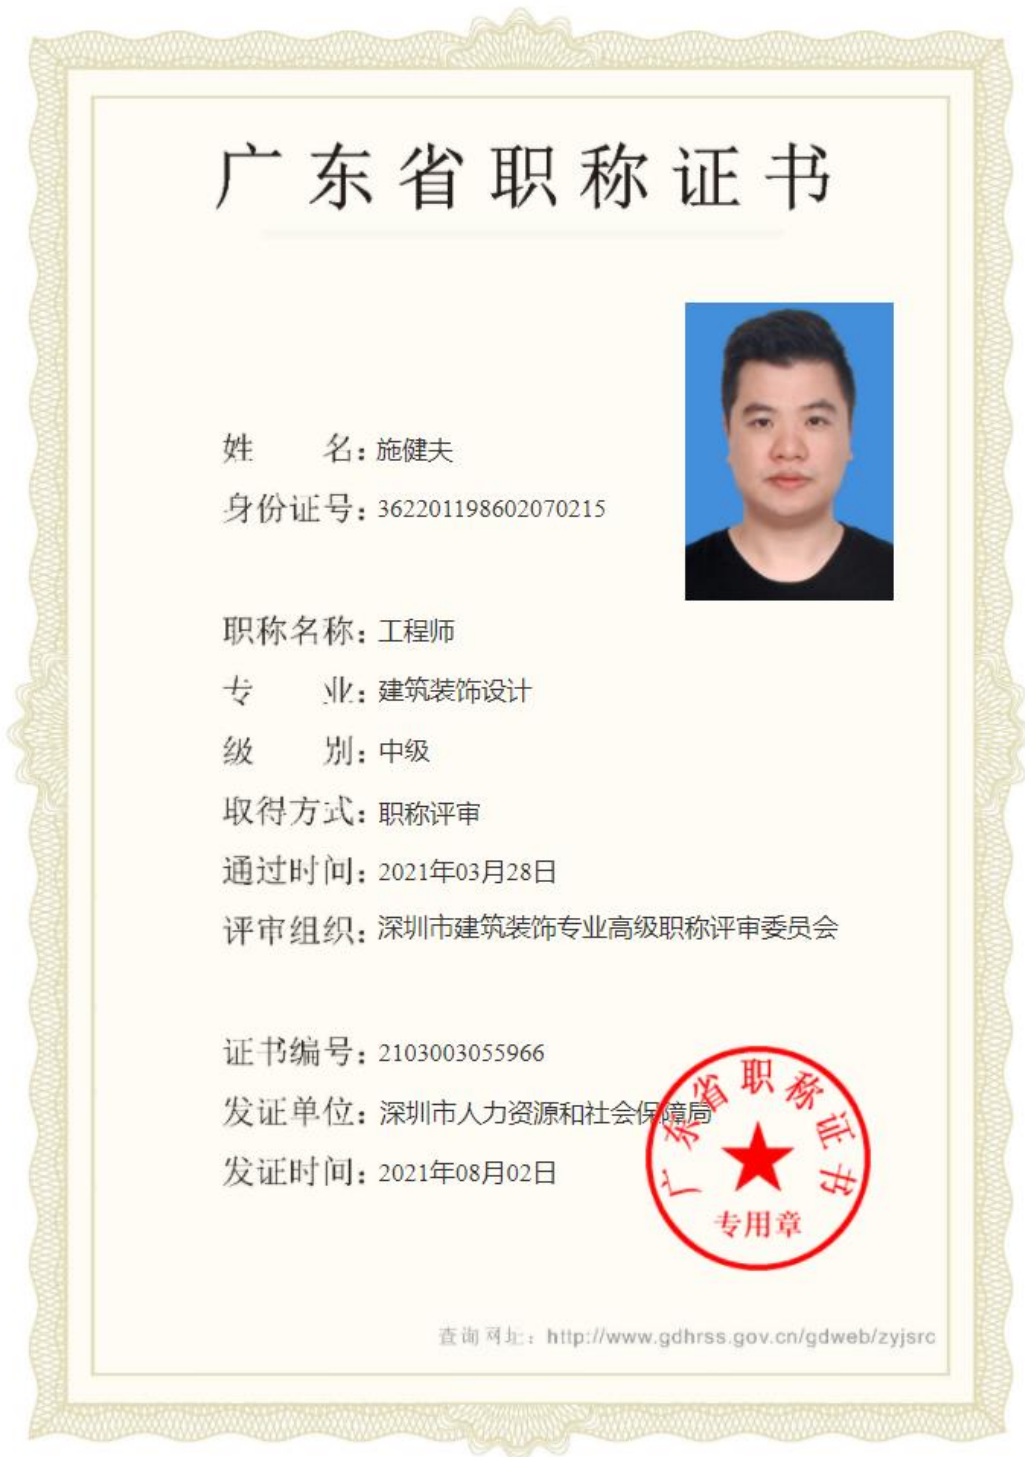 广东省职称证书
姓名：施健夫
身份证号：362201198602070215
职称名称：工程师
专业：建筑装饰设计
级别：中级
取得方式：职称评审
通过时间：2021年03月28日
评审组织：深圳市建筑装饰专业高级职称评审委员会
证书编号：2103003055966
发证单位：深圳市人力资源和社会保障局
发证时间：2021年08月02日
广东省职称证书
专用章
查询网址：http://www.gdhrss.gov.cn/gdweb/zyjsrc